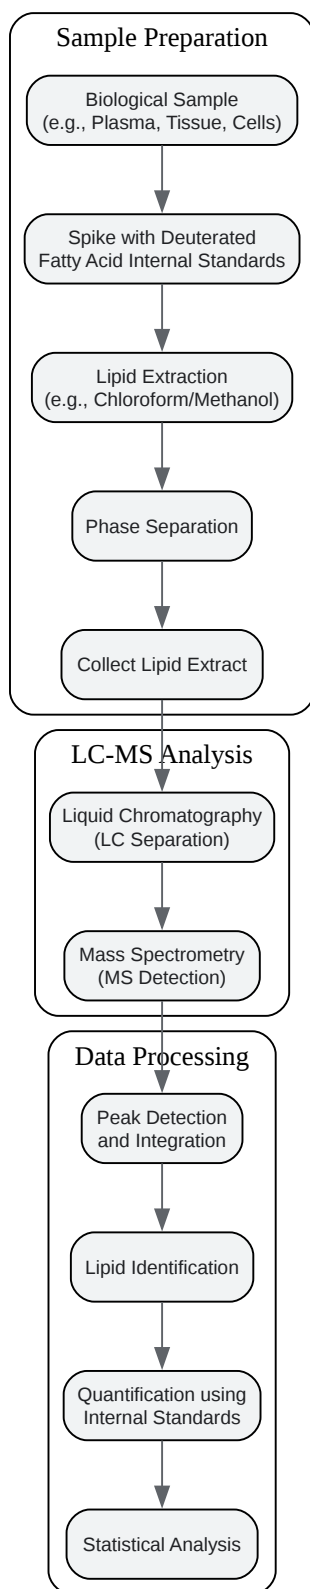 Sample Preparation
Biological Sample
(e.g., Plasma, Tissue, Cells)
Spike with Deuterated
Fatty Acid Internal Standards
Lipid Extraction
(e.g., Chloroform/Methanol)
Phase Separation
Collect Lipid Extract
LC-MS Analysis
Liquid Chromatography
(LC Separation)
Mass Spectrometry
(MS Detection)
Data Processing
Peak Detection
and Integration
Lipid Identification
Quantification using
Internal Standards
Statistical Analysis